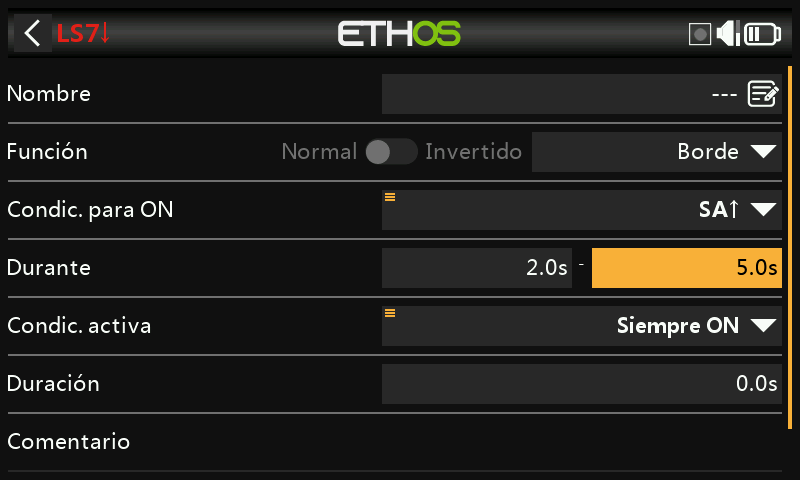 LS7↓ ETHOS
Nombre ---
Función Normal Invertido Borde
Condic. para ON SA↑
Durante 2.0s - 5.0s
Condic. activa Siempre ON
Duración 0.0s
Comentario